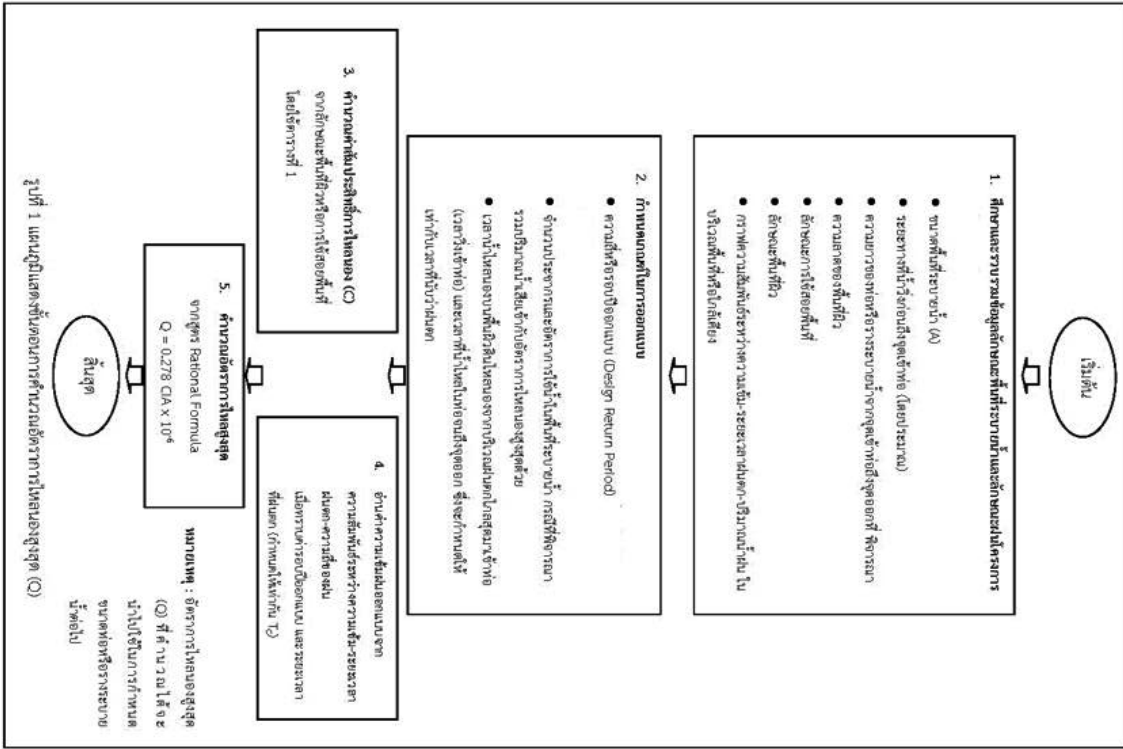 เริ่มต้น
1. ศึกษาและรวบรวมข้อมูลลักษณะพื้นที่ระบายน้ำและลักษณะฝนโครงการ
● ขนาดพื้นที่ระบายน้ำ (A)
● ระยะทางที่น้ำวิ่งก่อนถึงจุดเข้าท่อ (โดยประมาณ)
● ความยาวของท่อหรือรางระบายน้ำจากจุดเข้าท่อถึงจุดออกที่ พิจารณา
● ความลาดของพื้นที่ผิว
● ลักษณะการใช้สอยพื้นที่
● ลักษณะพื้นที่ผิว
● กราฟความสัมพันธ์ระหว่างความเข้ม-ระยะเวลาฝนตก-ปริมาณน้ำฝน ใน
บริเวณพื้นที่หรือใกล้เคียง
2. กำหนดเกณฑ์ในการออกแบบ
● ความถี่หรือรอบปีออกแบบ (Design Return Period)
● จำนวนประชากรและอัตราการใช้น้ำในพื้นที่ระบายน้ำ กรณีที่พิจารณา
รวมปริมาณน้ำเสียเข้ากับอัตราการไหลนองสูงสุดด้วย
● เวลาน้ำไหลนองบนพื้นผิวดินไหลนองจากบริเวณฝนตกไกลสุดมาเข้าท่อ
(เวลาวิ่งเข้าท่อ) และเวลาที่น้ำไหลในท่อจนถึงจุดออก ซึ่งจะกำหนดให้
เท่ากับเวลาที่นับว่าฝนตก
3. คำนวณค่าสัมประสิทธิ์การไหลนอง (C)
จากลักษณะพื้นที่ผิวหรือการใช้สอยพื้นที่
โดยใช้ตารางที่ 1
4. อ่านค่าความเข้มฝนออกแบบจาก
ความสัมพันธ์ระหว่างความเข้ม-ระยะเวลา
ฝนตก-ความถี่ของฝน
เมื่อทราบค่ารอบปีออกแบบ และระยะเวลา
ที่ฝนตก (กำหนดให้เท่ากับ Tc)
5. คำนวณอัตราการไหลสูงสุด
จากสูตร Rational Formula
Q = 0.278 CIA x 10⁻⁶
สิ้นสุด
หมายเหตุ : อัตราการไหลนองสูงสุด
(Q) ที่คำนวณได้จะ
นำไปใช้ในการกำหนด
ขนาดท่อหรือรางระบาย
น้ำต่อไป
รูปที่ 1 แผนภูมิแสดงขั้นตอนการคำนวณอัตราการไหลนองสูงสุด (Q)